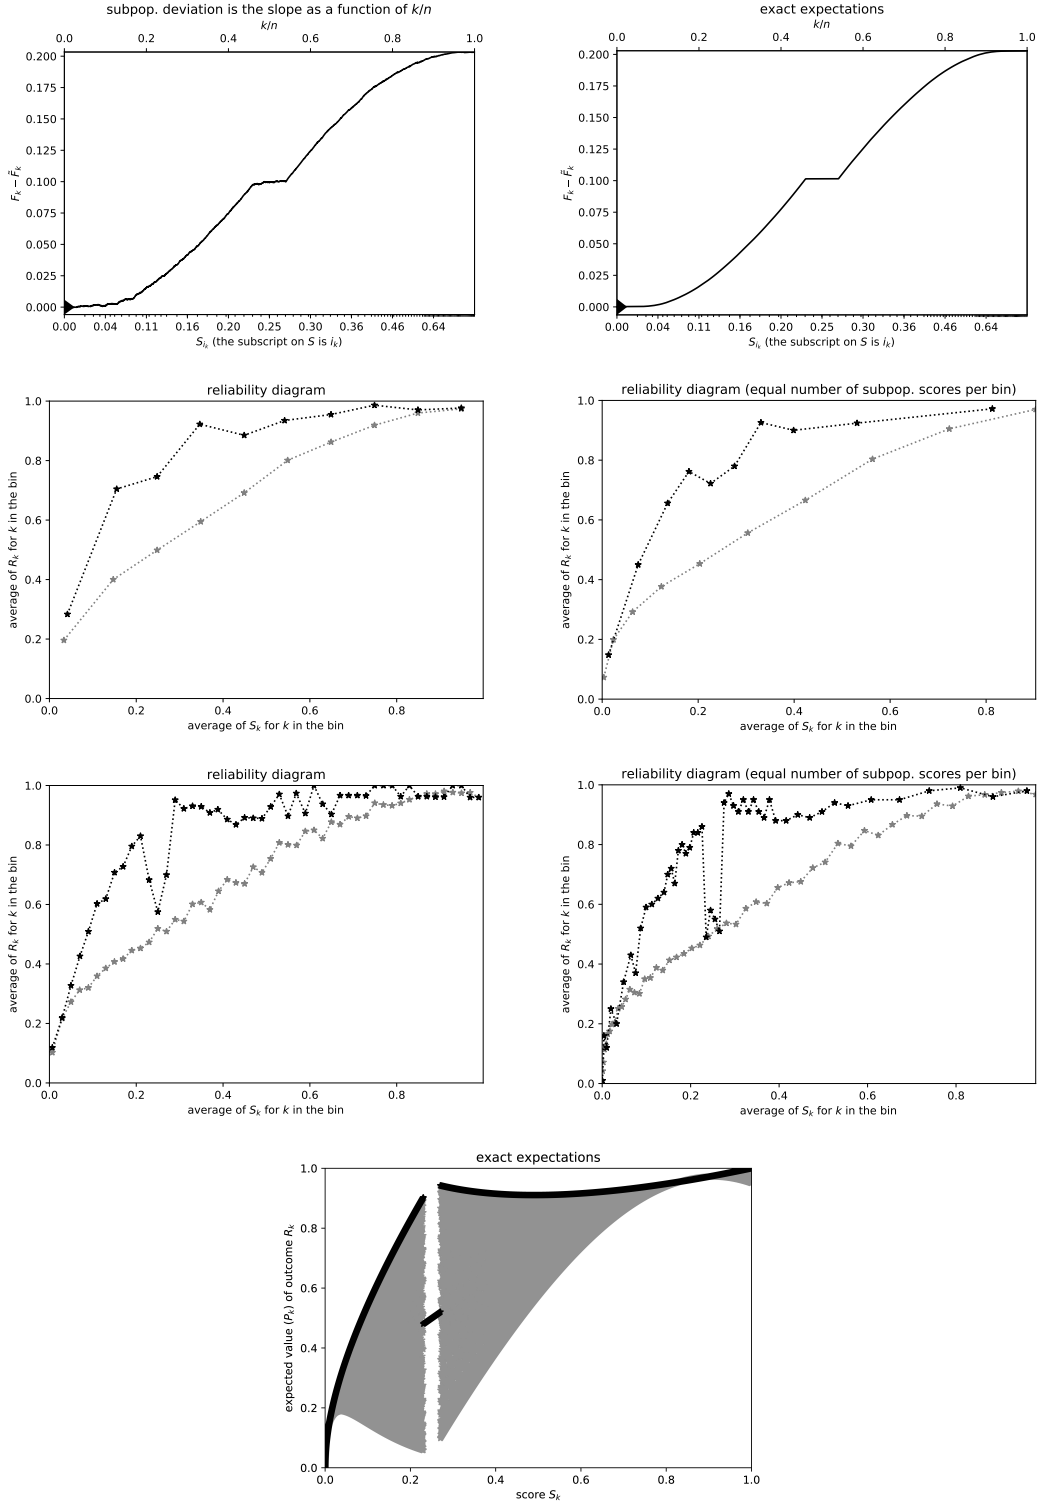 subpop. deviation is the slope as a function of k/n
k/n
0.0 0.2 0.4 0.6 0.8 1.0
0.200
0.175
0.150
0.125
0.100
0.075
0.050
0.025
0.000
F_k − F̃_k
0.00 0.04 0.11 0.16 0.20 0.25 0.30 0.36 0.46 0.64
S_{i_k} (the subscript on S is i_k)
exact expectations
k/n
0.0 0.2 0.4 0.6 0.8 1.0
0.200
0.175
0.150
0.125
0.100
0.075
0.050
0.025
0.000
F_k − F̃_k
0.00 0.04 0.11 0.16 0.20 0.25 0.30 0.36 0.46 0.64
S_{i_k} (the subscript on S is i_k)
reliability diagram
1.0
0.8
0.6
0.4
0.2
0.0
average of R_k for k in the bin
0.0 0.2 0.4 0.6 0.8
average of S_k for k in the bin
reliability diagram (equal number of subpop. scores per bin)
1.0
0.8
0.6
0.4
0.2
0.0
average of R_k for k in the bin
0.0 0.2 0.4 0.6 0.8
average of S_k for k in the bin
reliability diagram
1.0
0.8
0.6
0.4
0.2
0.0
average of R_k for k in the bin
0.0 0.2 0.4 0.6 0.8
average of S_k for k in the bin
reliability diagram (equal number of subpop. scores per bin)
1.0
0.8
0.6
0.4
0.2
0.0
average of R_k for k in the bin
0.0 0.2 0.4 0.6 0.8
average of S_k for k in the bin
exact expectations
1.0
0.8
0.6
0.4
0.2
0.0
expected value (P_k) of outcome R_k
0.0 0.2 0.4 0.6 0.8 1.0
score S_k